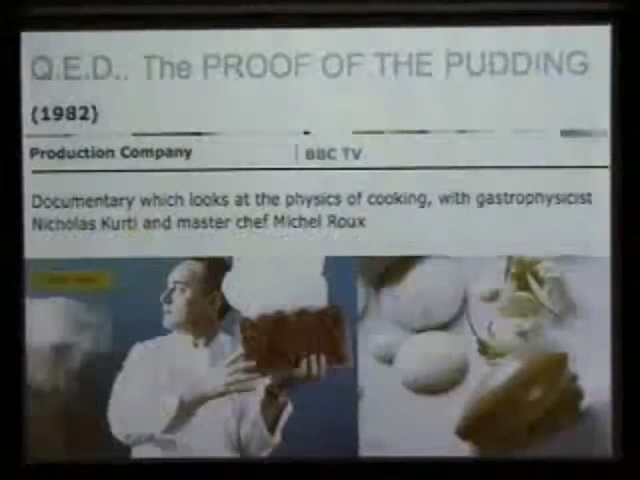 Q.E.D.. The PROOF OF THE PUDDING
(1982)
Production Company
BBC TV
Documentary which looks at the physics of cooking, with gastrophysicist
Nicholas Kurti and master chef Michel Roux